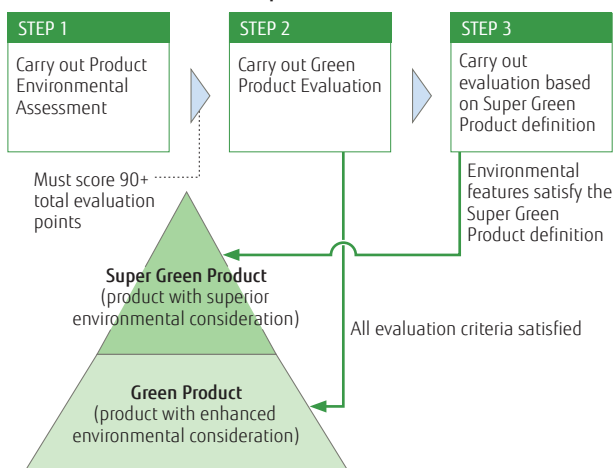 STEP 1
Carry out Product
Environmental
Assessment
STEP 2
Carry out Green
Product Evaluation
STEP 3
Carry out
evaluation based
on Super Green
Product definition
Must score 90+
total evaluation
points
Environmental
features satisfy the
Super Green
Product definition
Super Green Product
(product with superior
environmental consideration)
All evaluation criteria satisfied
Green Product
(product with enhanced
environmental consideration)